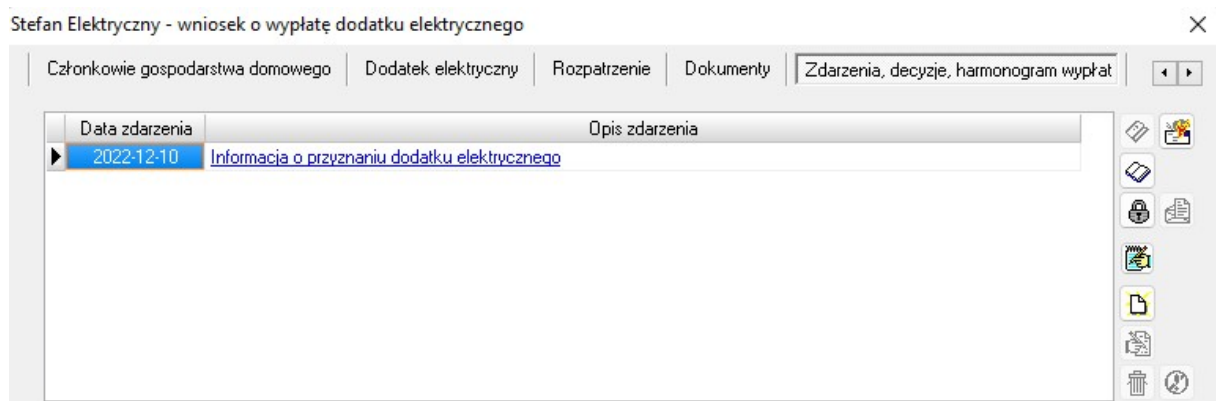 Stefan Elektryczny - wniosek o wypłatę dodatku elektrycznego
Członkowie gospodarstwa domowego Dodatek elektryczny Rozpatrzenie Dokumenty Zdarzenia, decyzje, harmonogram wypłat
Data zdarzenia Opis zdarzenia
2022-12-10 Informacja o przyznaniu dodatku elektrycznego